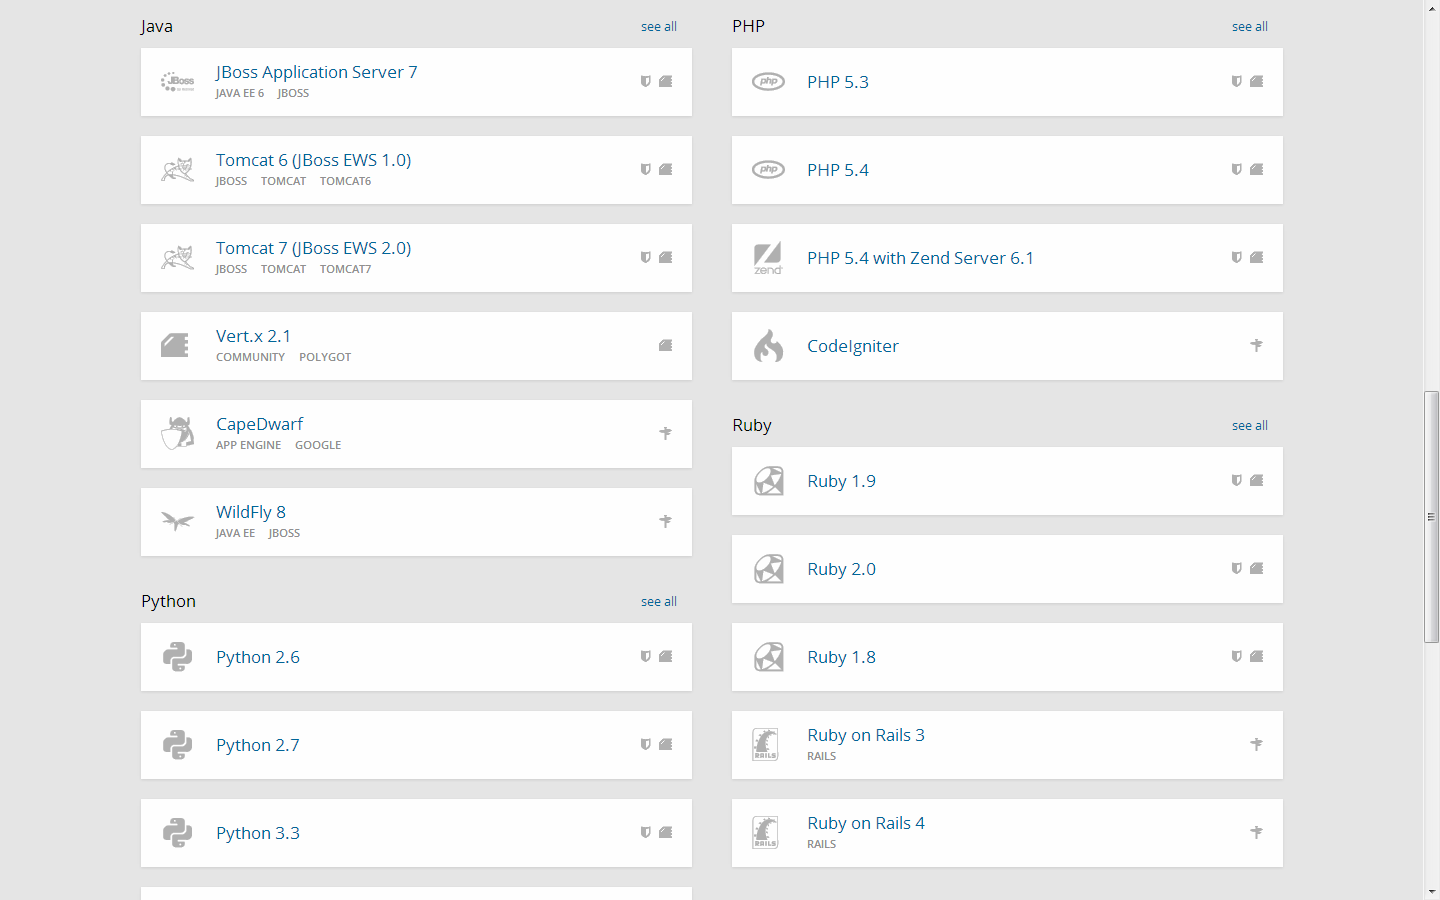 Java
see all
JBoss
JBoss Application Server 7
JAVA EE 6 JBOSS
Tomcat 6 (JBoss EWS 1.0)
JBOSS TOMCAT TOMCAT6
Tomcat 7 (JBoss EWS 2.0)
JBOSS TOMCAT TOMCAT7
Vert.x 2.1
COMMUNITY POLYGOT
CapeDwarf
APP ENGINE GOOGLE
WildFly 8
JAVA EE JBOSS
Python
see all
Python 2.6
Python 2.7
Python 3.3
PHP
see all
php
PHP 5.3
php
PHP 5.4
zend
PHP 5.4 with Zend Server 6.1
CodeIgniter
Ruby
see all
Ruby 1.9
Ruby 2.0
Ruby 1.8
RAILS
Ruby on Rails 3
RAILS
RAILS
Ruby on Rails 4
RAILS